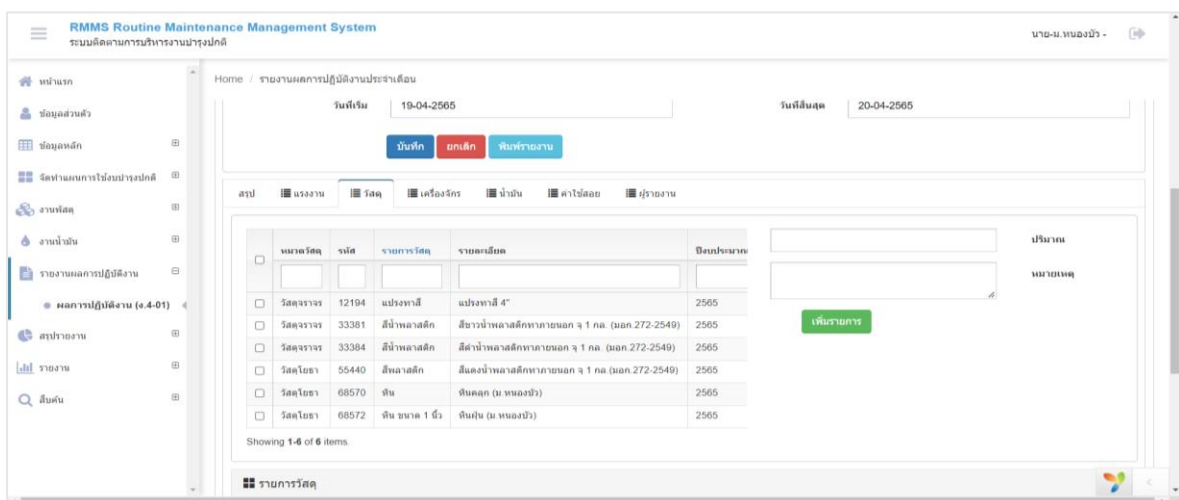 RMMS Routine Maintenance Management System
ระบบติดตามการบริหารงานบำรุงปกติ
นาย-ม.หนองบัว -
หน้าแรก
ข้อมูลส่วนตัว
ข้อมูลหลัก
จัดทำแผนการใช้งบบำรุงปกติ
งานพัสดุ
งานน้ำมัน
รายงานผลการปฏิบัติงาน
ผลการปฏิบัติงาน (ง.4-01)
สรุปรายงาน
รายงาน
สืบค้น
Home / รายงานผลการปฏิบัติงานประจำเดือน
วันที่เริ่ม 19-04-2565 วันที่สิ้นสุด 20-04-2565
บันทึก ยกเลิก พิมพ์รายงาน
สรุป แรงงาน วัสดุ เครื่องจักร น้ำมัน ค่าใช้สอย ผู้รายงาน
หมวดวัสดุ รหัส รายการวัสดุ รายละเอียด ปีงบประมาณ
วัสดุจราจร 12194 แปรงทาสี แปรงทาสี 4" 2565
วัสดุจราจร 33381 สีน้ำพลาสติก สีขาวน้ำพลาสติกทาภายนอก จุ 1 กล. (มอก.272-2549) 2565
วัสดุจราจร 33384 สีน้ำพลาสติก สีดำน้ำพลาสติกทาภายนอก จุ 1 กล. (มอก.272-2549) 2565
วัสดุโยธา 55440 สีพลาสติก สีแดงน้ำพลาสติกทาภายนอก จุ 1 กล.(มอก.272-2549) 2565
วัสดุโยธา 68570 หิน หินคลุก (ม.หนองบัว) 2565
วัสดุโยธา 68572 หิน ขนาด 1 นิ้ว หินฝุ่น (ม.หนองบัว) 2565
Showing 1-6 of 6 items.
ปริมาณ
หมายเหตุ
เพิ่มรายการ
รายการวัสดุ